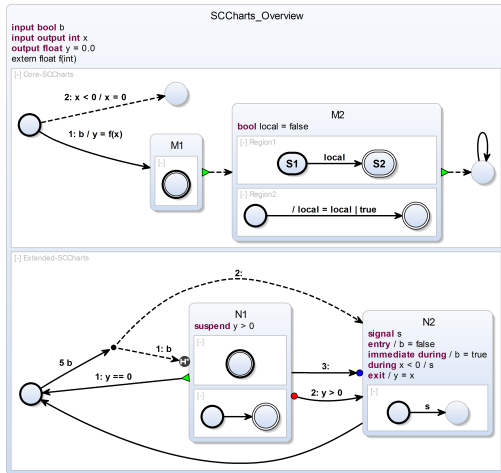 SCCharts_Overview
input bool b
input output int x
output float y = 0.0
extern float f(int)
[-] Core-SCCharts
2: x < 0 / x = 0
1: b / y = f(x)
M1
[-]
M2
bool local = false
[-] Region1
S1
local
S2
[-] Region2
/ local = local | true
[-] Extended-SCCharts
2:
5 b
1: b
H*
1: y == 0
N1
suspend y > 0
[-]
[-]
3:
2: y > 0
N2
signal s
entry / b = false
immediate during / b = true
during x < 0 / s
exit / y = x
[-]
s